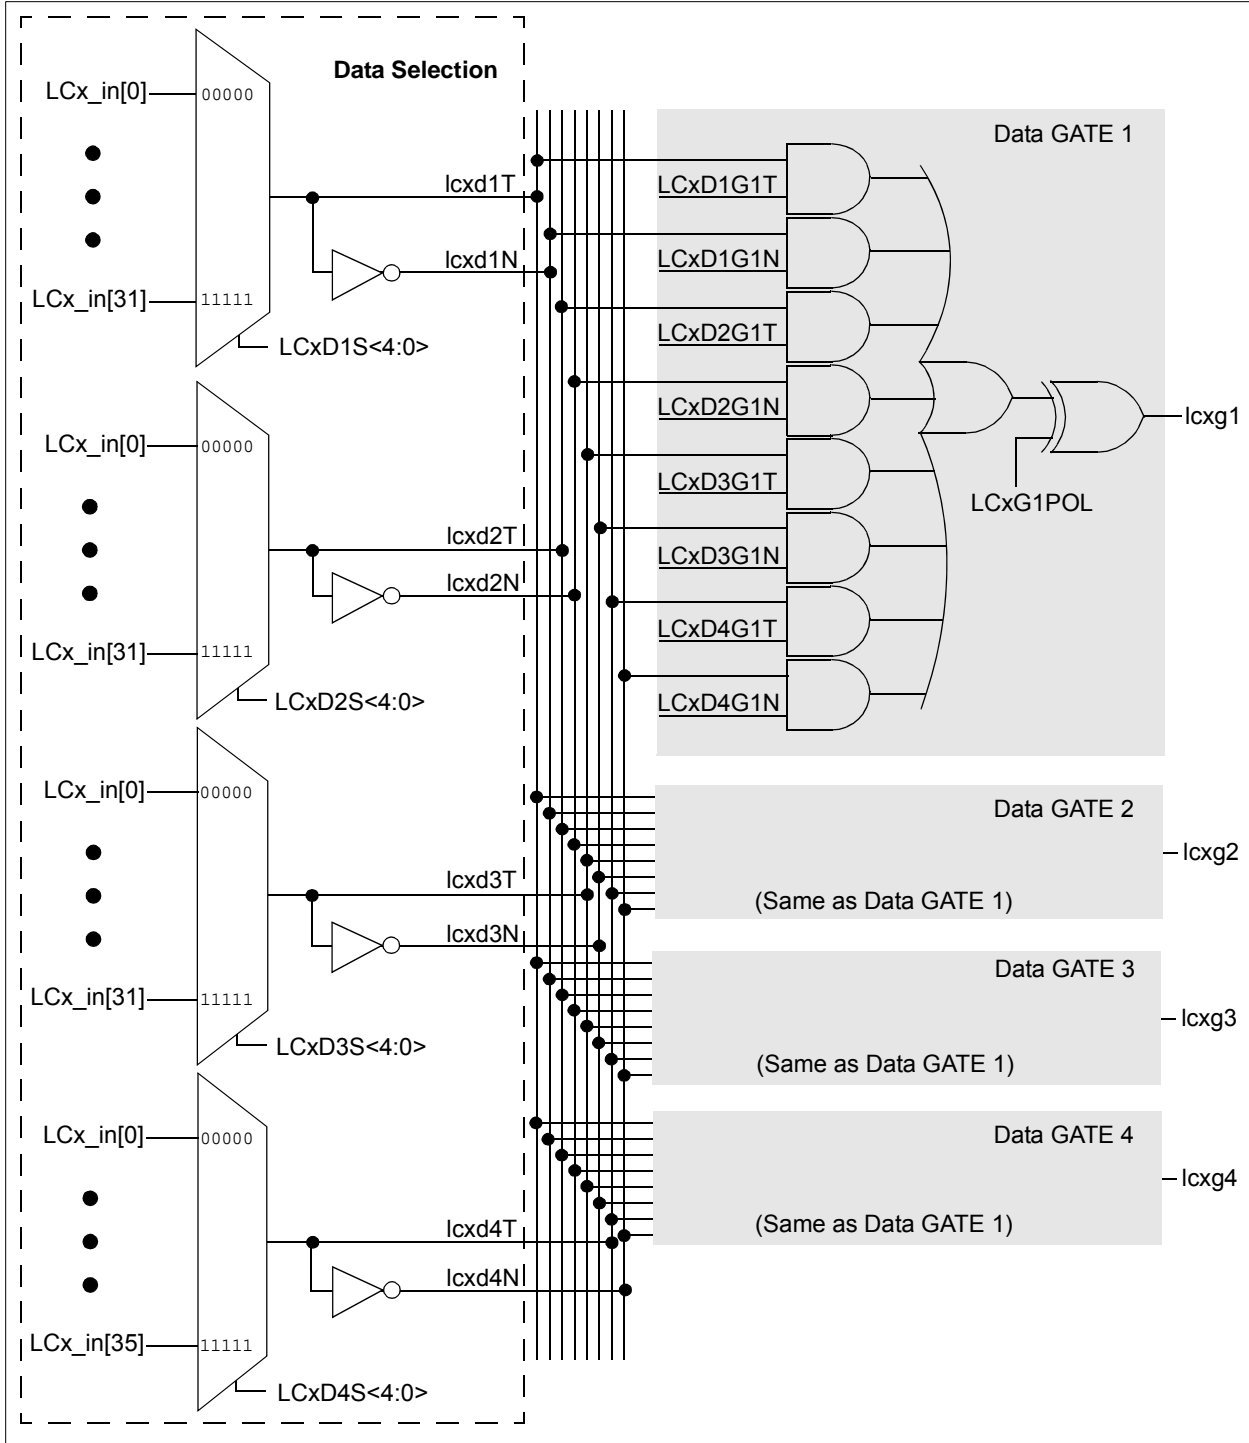 Data Selection
LCx_in[0]
00000
LCx_in[31]
11111
LCxD1S<4:0>
lcxd1T
lcxd1N
LCx_in[0]
00000
LCx_in[31]
11111
LCxD2S<4:0>
lcxd2T
lcxd2N
LCx_in[0]
00000
LCx_in[31]
11111
LCxD3S<4:0>
lcxd3T
lcxd3N
LCx_in[0]
00000
LCx_in[35]
11111
LCxD4S<4:0>
lcxd4T
lcxd4N
Data GATE 1
LCxD1G1T
LCxD1G1N
LCxD2G1T
LCxD2G1N
LCxD3G1T
LCxD3G1N
LCxD4G1T
LCxD4G1N
LCxG1POL
lcxg1
Data GATE 2
(Same as Data GATE 1)
lcxg2
Data GATE 3
(Same as Data GATE 1)
lcxg3
Data GATE 4
(Same as Data GATE 1)
lcxg4